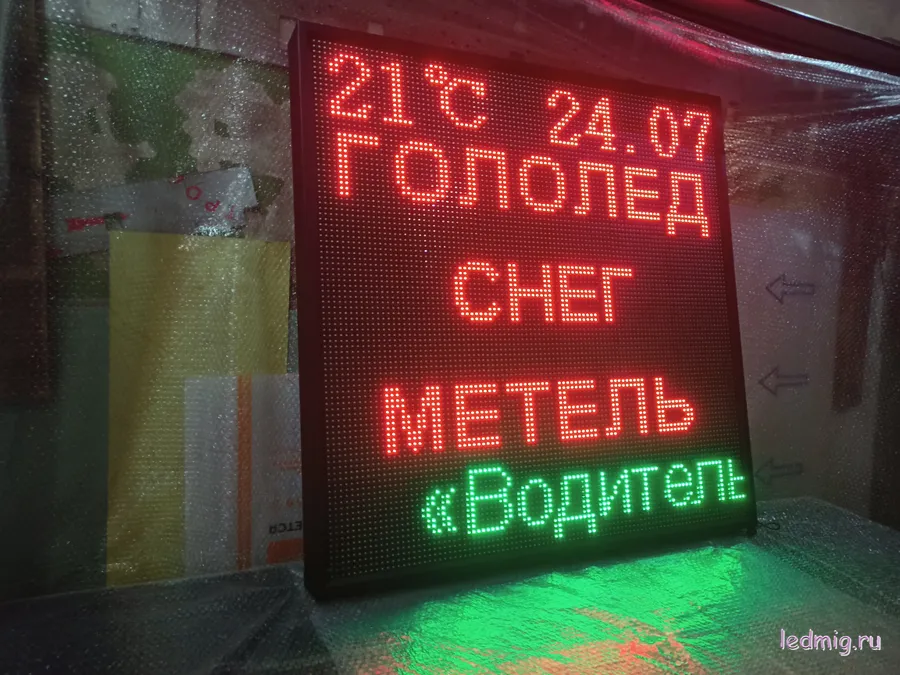 21°C 24.07
ГОЛОЛЕД
СНЕГ
МЕТЕЛЬ
«Водитель
ledmig.ru